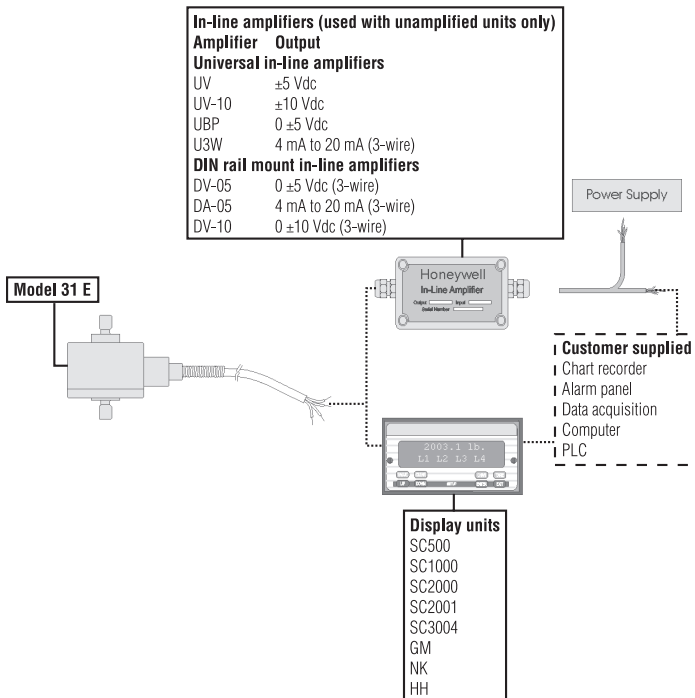 In-line amplifiers (used with unamplified units only)
Amplifier Output
Universal in-line amplifiers
UV ±5 Vdc
UV-10 ±10 Vdc
UBP 0 ±5 Vdc
U3W 4 mA to 20 mA (3-wire)
DIN rail mount in-line amplifiers
DV-05 0 ±5 Vdc (3-wire)
DA-05 4 mA to 20 mA (3-wire)
DV-10 0 ±10 Vdc (3-wire)
Power Supply
Honeywell
In-Line Amplifier
Output Input
Serial Number
Model 31 E
Customer supplied
Chart recorder
Alarm panel
Data acquisition
Computer
PLC
2003.1 lb.
L1 L2 L3 L4
UP DOWN SETUP ENTER EXIT
Display units
SC500
SC1000
SC2000
SC2001
SC3004
GM
NK
HH